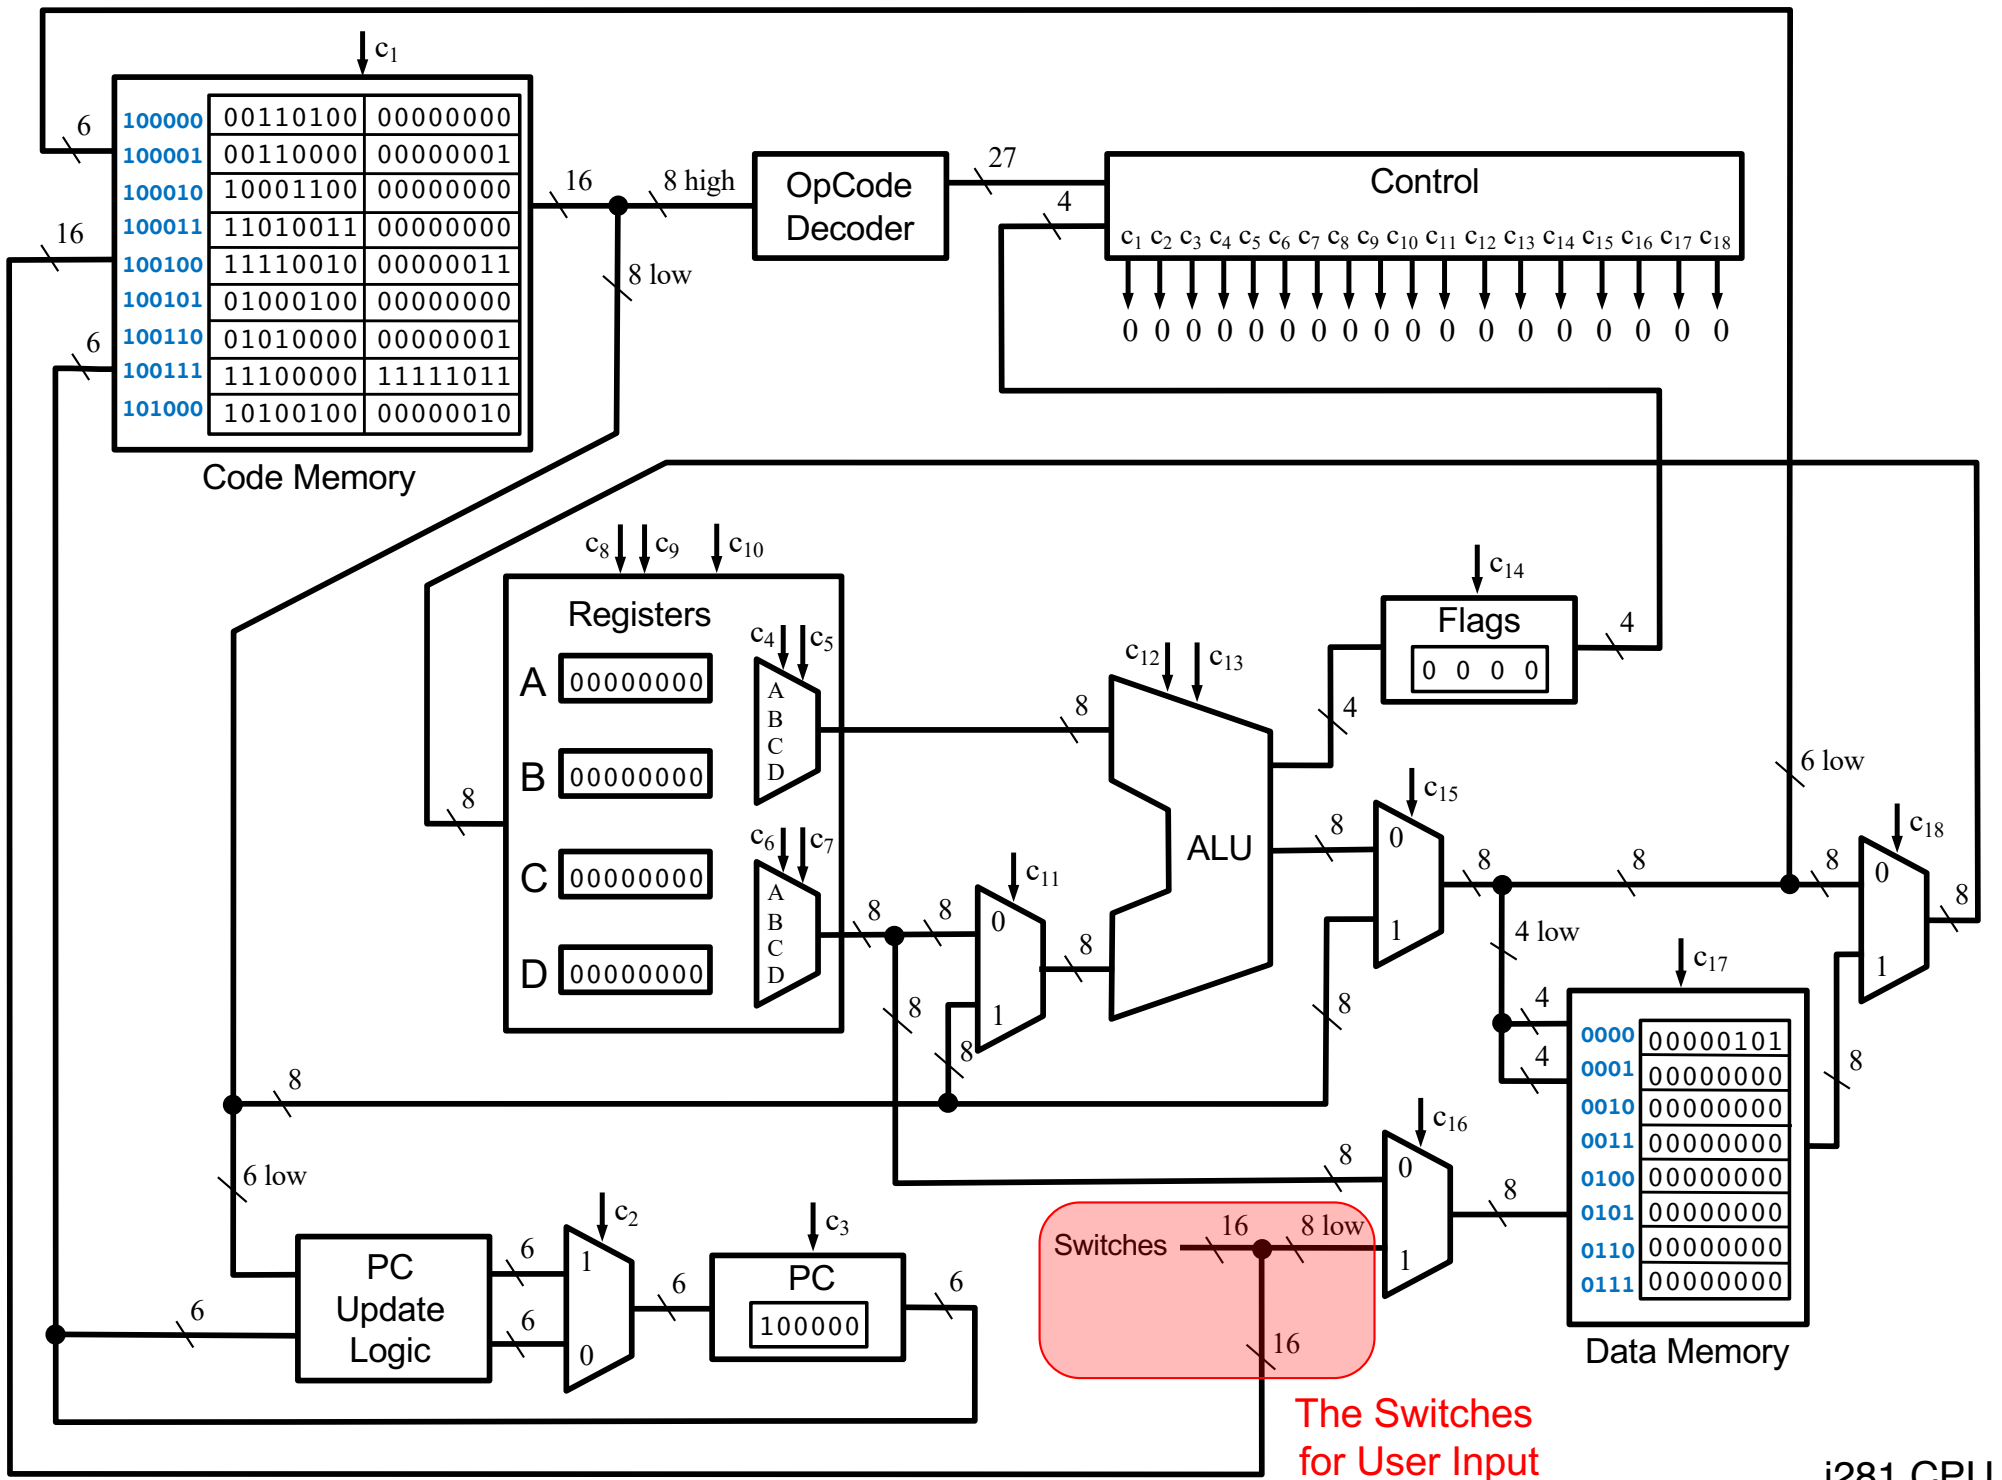 c1
100000 00110100 00000000
100001 00110000 00000001
100010 10001100 00000000
100011 11010011 00000000
100100 11110010 00000011
100101 01000100 00000000
100110 01010000 00000001
100111 11100000 11111011
101000 10100100 00000010
Code Memory
6
16
6
16
8 high
8 low
OpCode
Decoder
27
4
Control
c1 c2 c3 c4 c5 c6 c7 c8 c9 c10 c11 c12 c13 c14 c15 c16 c17 c18
0 0 0 0 0 0 0 0 0 0 0 0 0 0 0 0 0 0
c8 c9 c10
Registers
A 00000000
B 00000000
C 00000000
D 00000000
8
c4 c5
A
B
C
D
c6 c7
A
B
C
D
8
8
8
8
c11
0
1
8
8
c12 c13
ALU
c14
Flags
0 0 0 0
4
4
8
c15
0
1
8
8
8
8
6 low
4 low
4
4
c18
0
1
8
8
c17
0000 00000101
0001 00000000
0010 00000000
0011 00000000
0100 00000000
0101 00000000
0110 00000000
0111 00000000
Data Memory
8
6 low
6
PC
Update
Logic
6
6
c2
1
0
6
c3
PC
100000
6
c16
0
1
8
8
Switches
16
8 low
16
The Switches
for User Input
i281 CPU